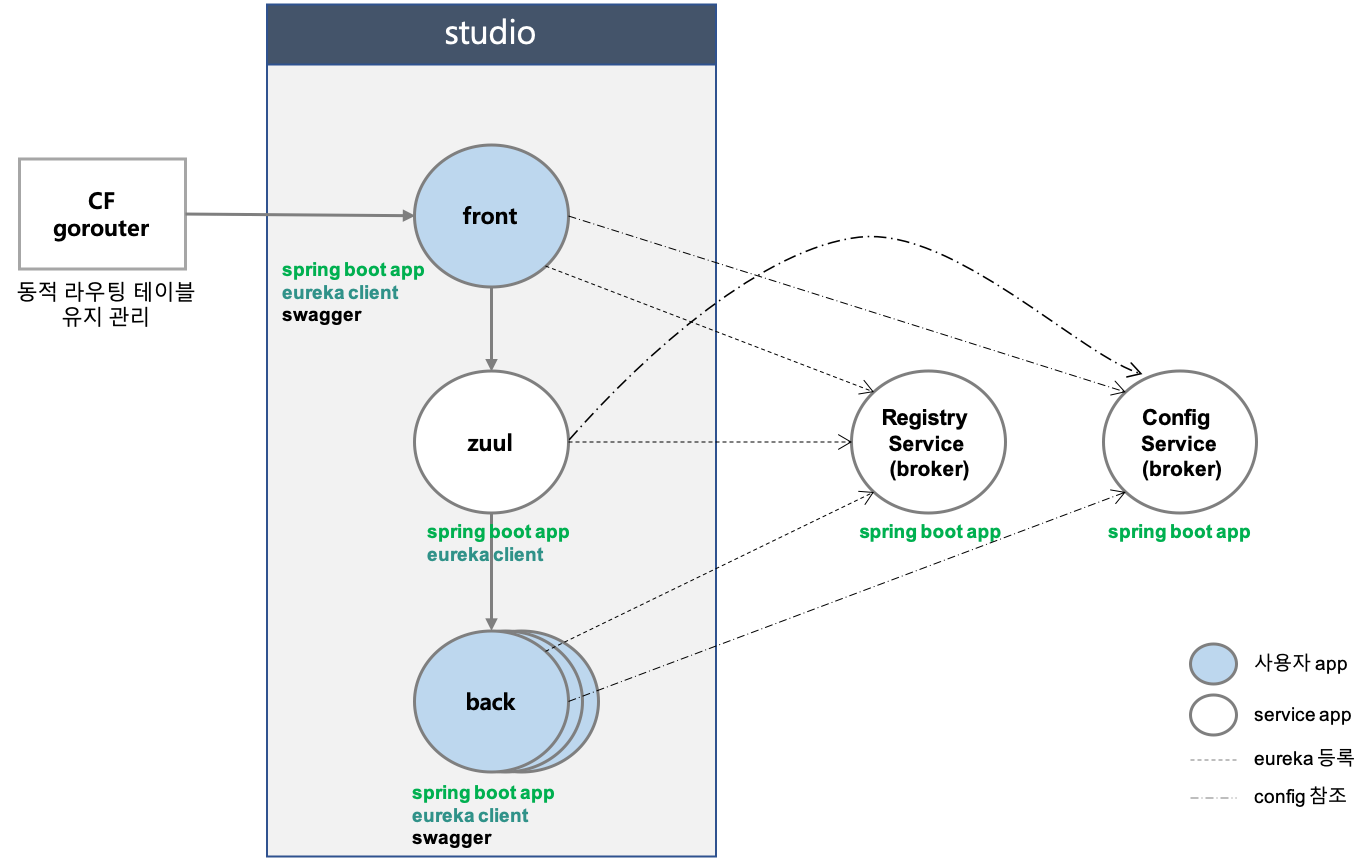 studio
CF
gorouter
동적 라우팅 테이블
유지 관리
front
spring boot app
eureka client
swagger
zuul
spring boot app
eureka client
Registry
Service
(broker)
spring boot app
Config
Service
(broker)
spring boot app
back
spring boot app
eureka client
swagger
사용자 app
service app
eureka 등록
config 참조